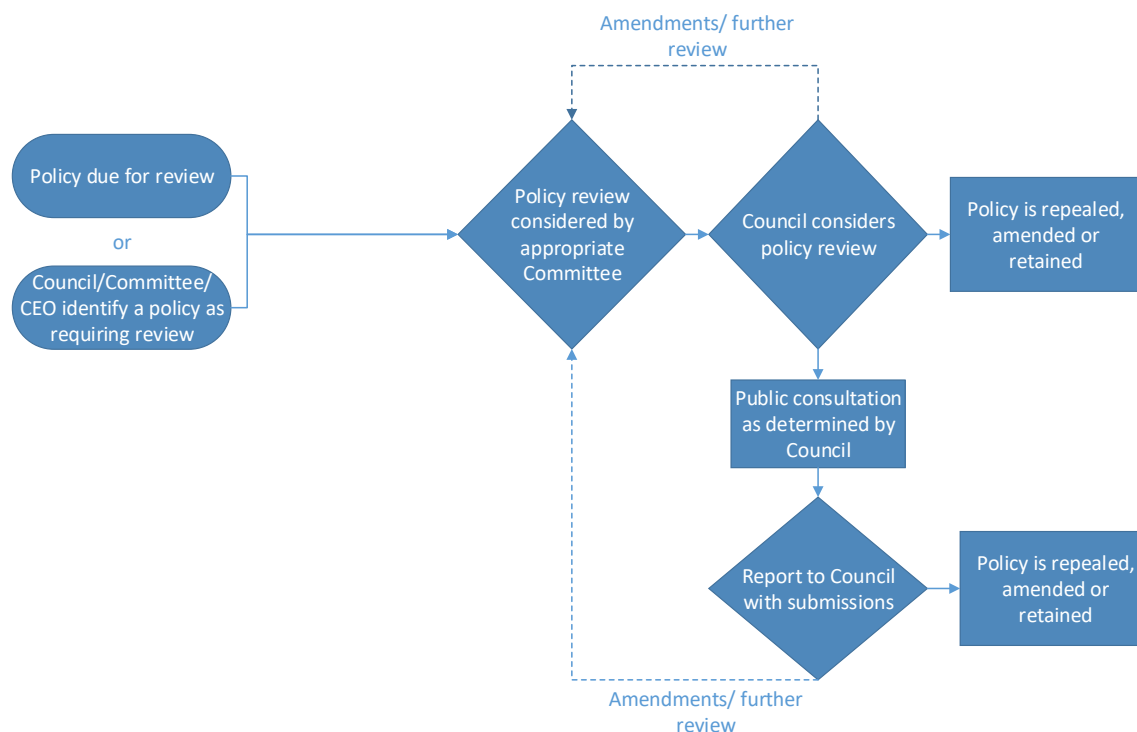 Amendments/ further
review
Policy due for review
or
Council/Committee/
CEO identify a policy as
requiring review
Policy review
considered by
appropriate
Committee
Council considers
policy review
Policy is repealed,
amended or
retained
Public consultation
as determined by
Council
Report to Council
with submissions
Policy is repealed,
amended or
retained
Amendments/ further
review